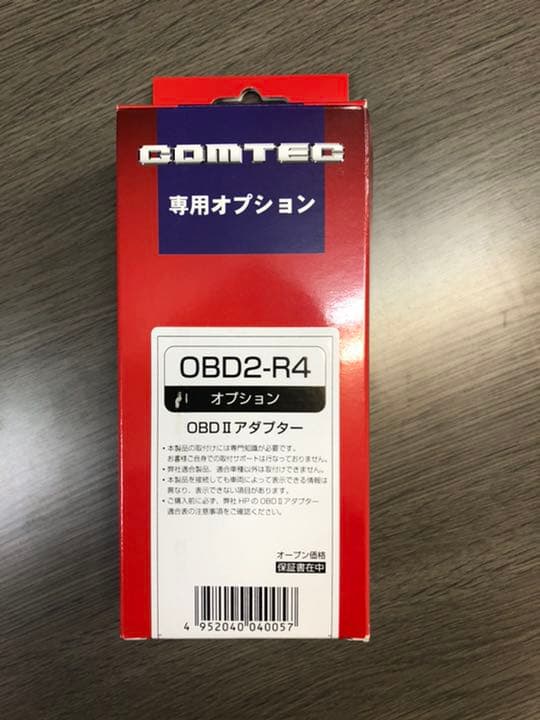 COMTEC
専用オプション
OBD2-R4
オプション
OBDⅡアダプター
・本製品の取付けには専門知識が必要です。
お客様ご自身での取付サポートは行なっておりません。
・弊社適合製品、適合車種以外は取付けできません。
・本製品を接続しても車両によって表示できる情報は
異なり、表示できない項目があります。
・ご購入前に必ず、弊社HPのOBDⅡアダプター
適合表の注意事項をご確認ください。
オープン価格
保証書在中
4 952040 040057